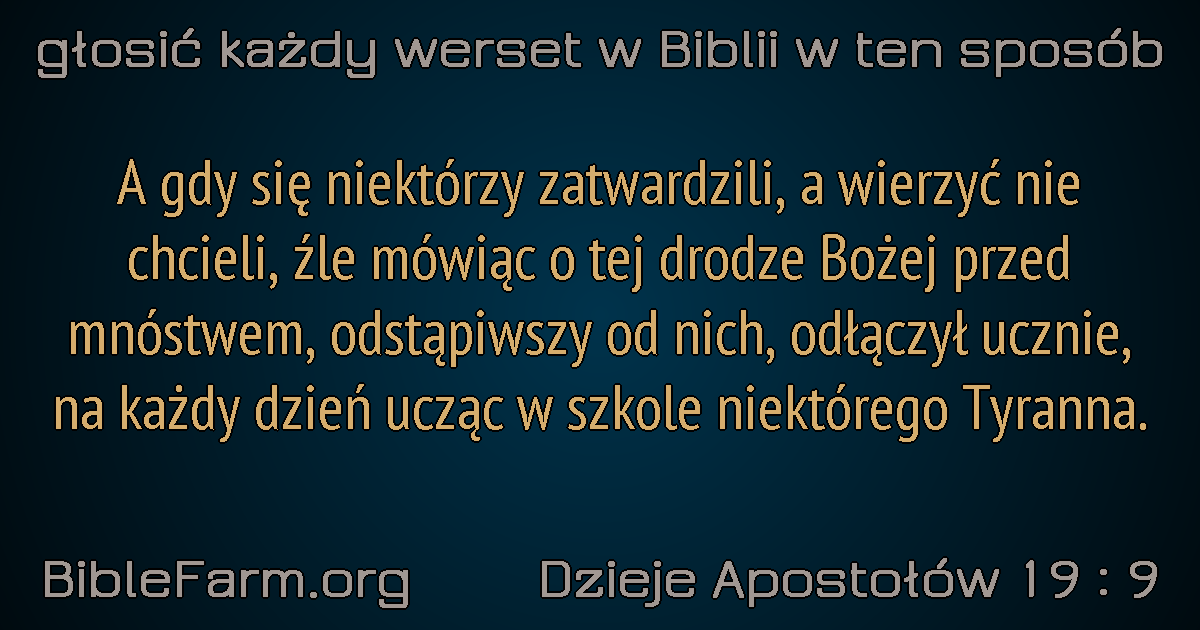 głosić każdy werset w Biblii w ten sposób
A gdy się niektórzy zatwardzili, a wierzyć nie
chcieli, źle mówiąc o tej drodze Bożej przed
mnóstwem, odstąpiwszy od nich, odłączył ucznie,
na każdy dzień ucząc w szkole niektórego Tyranna.
BibleFarm.org Dzieje Apostołów 19 : 9